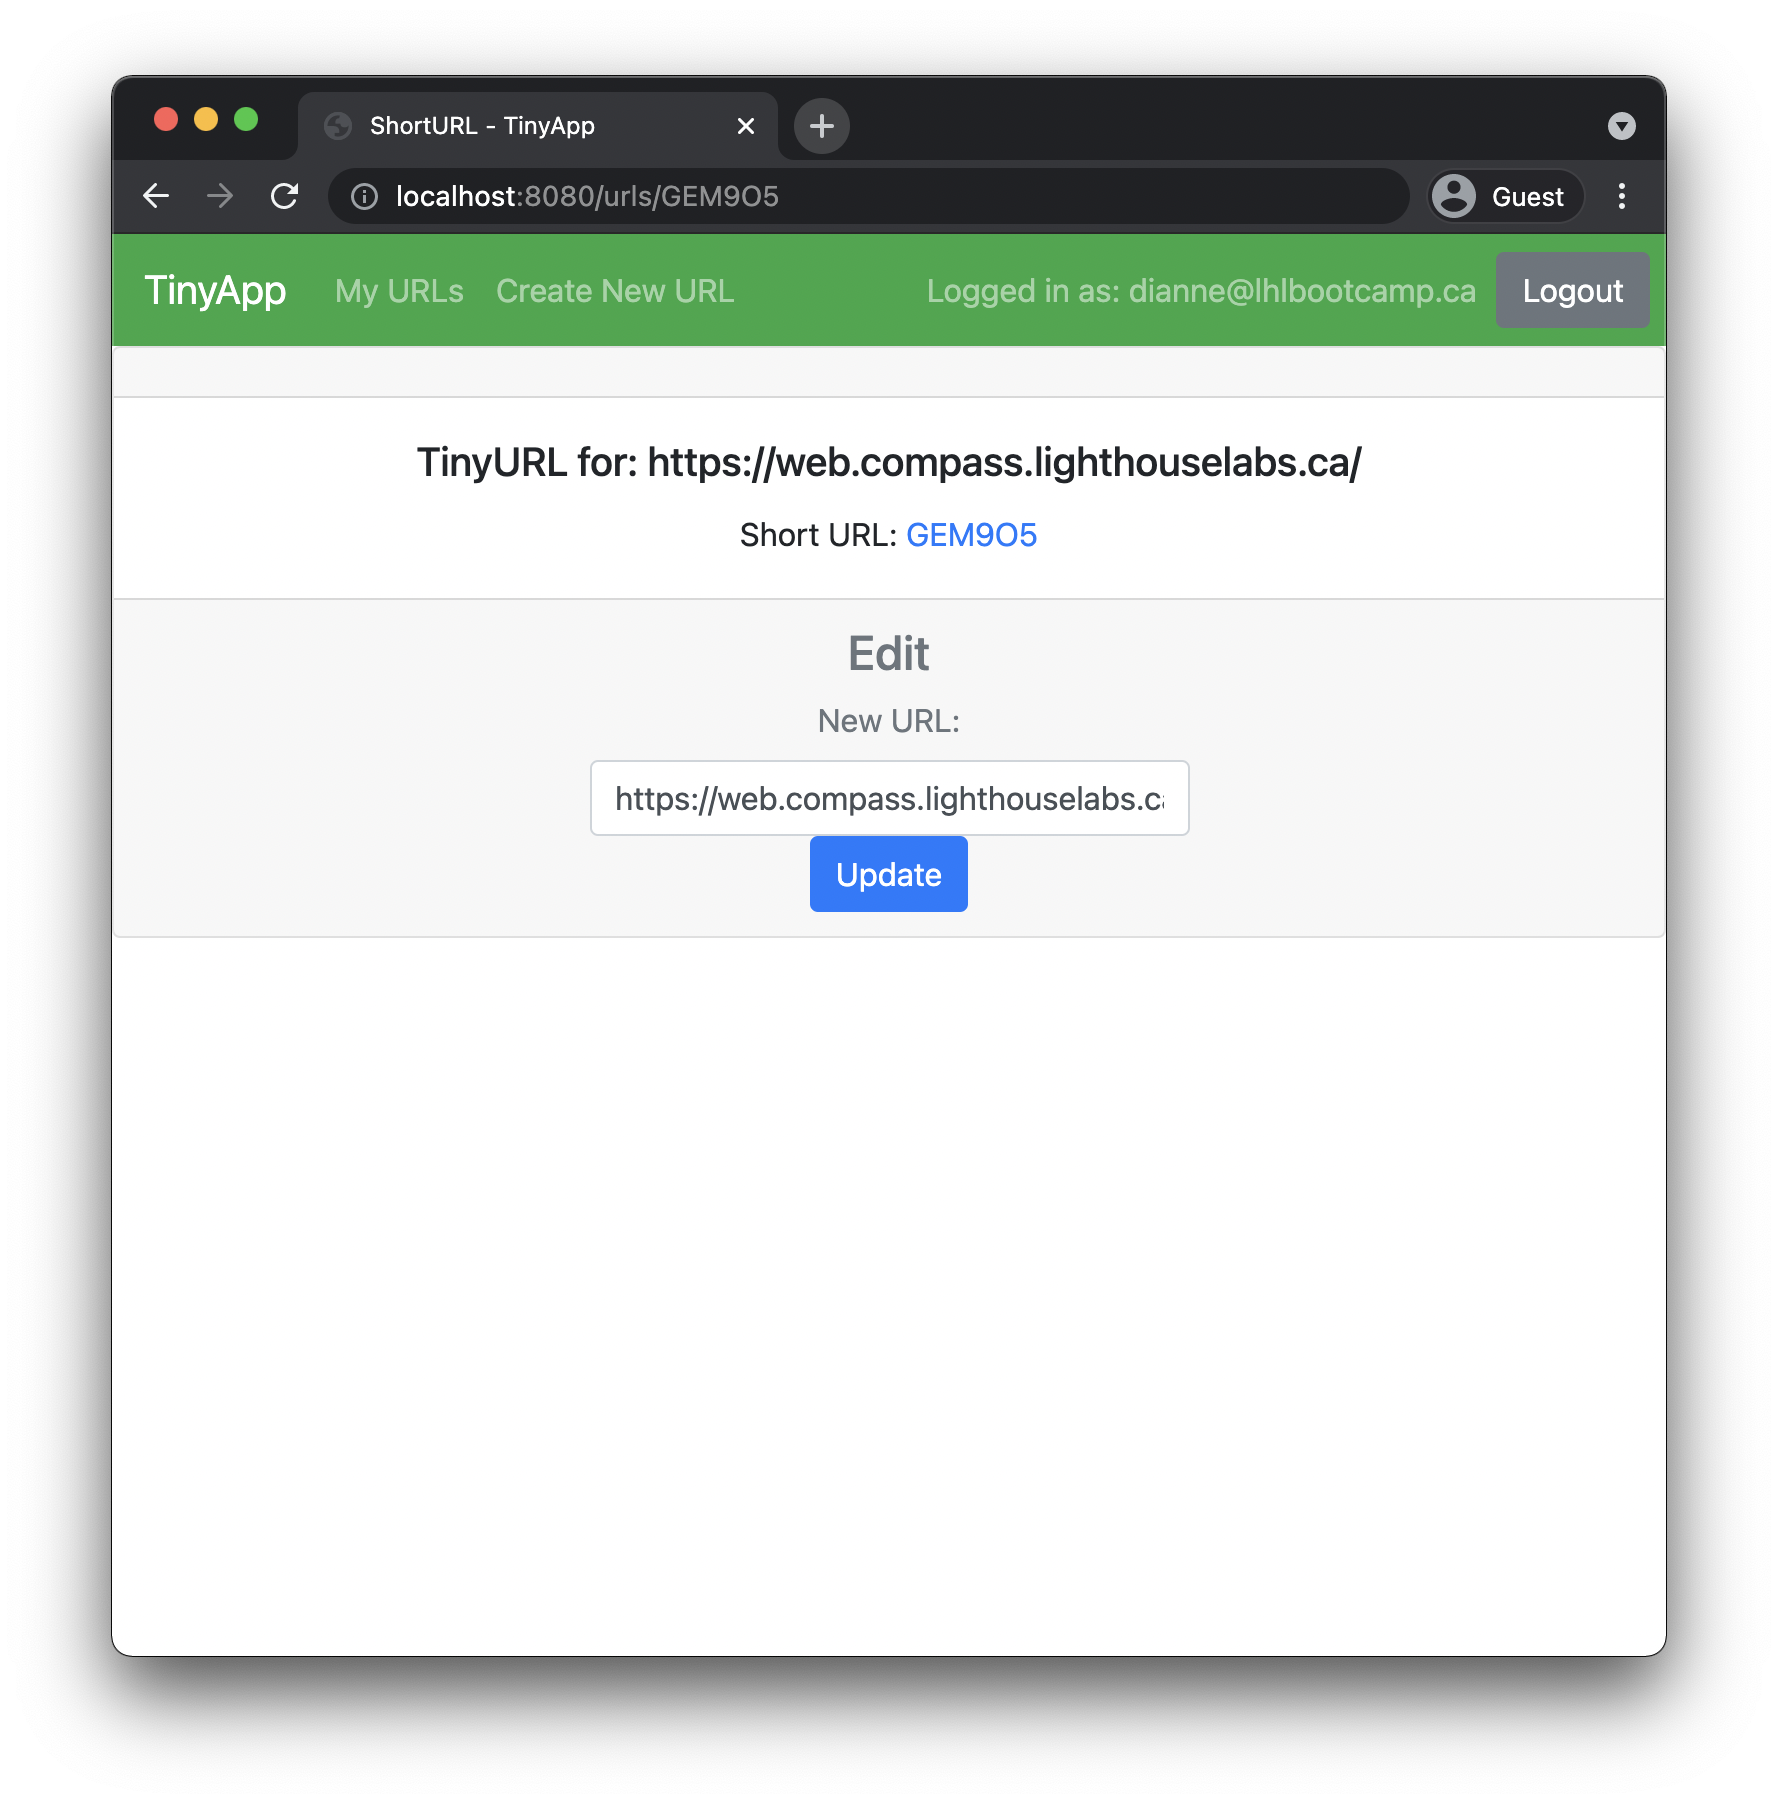 ShortURL - TinyApp
localhost:8080/urls/GEM9O5
Guest
TinyApp My URLs Create New URL Logged in as: dianne@lhlbootcamp.ca Logout
TinyURL for: https://web.compass.lighthouselabs.ca/
Short URL: GEM9O5
Edit
New URL:
https://web.compass.lighthouselabs.ca
Update